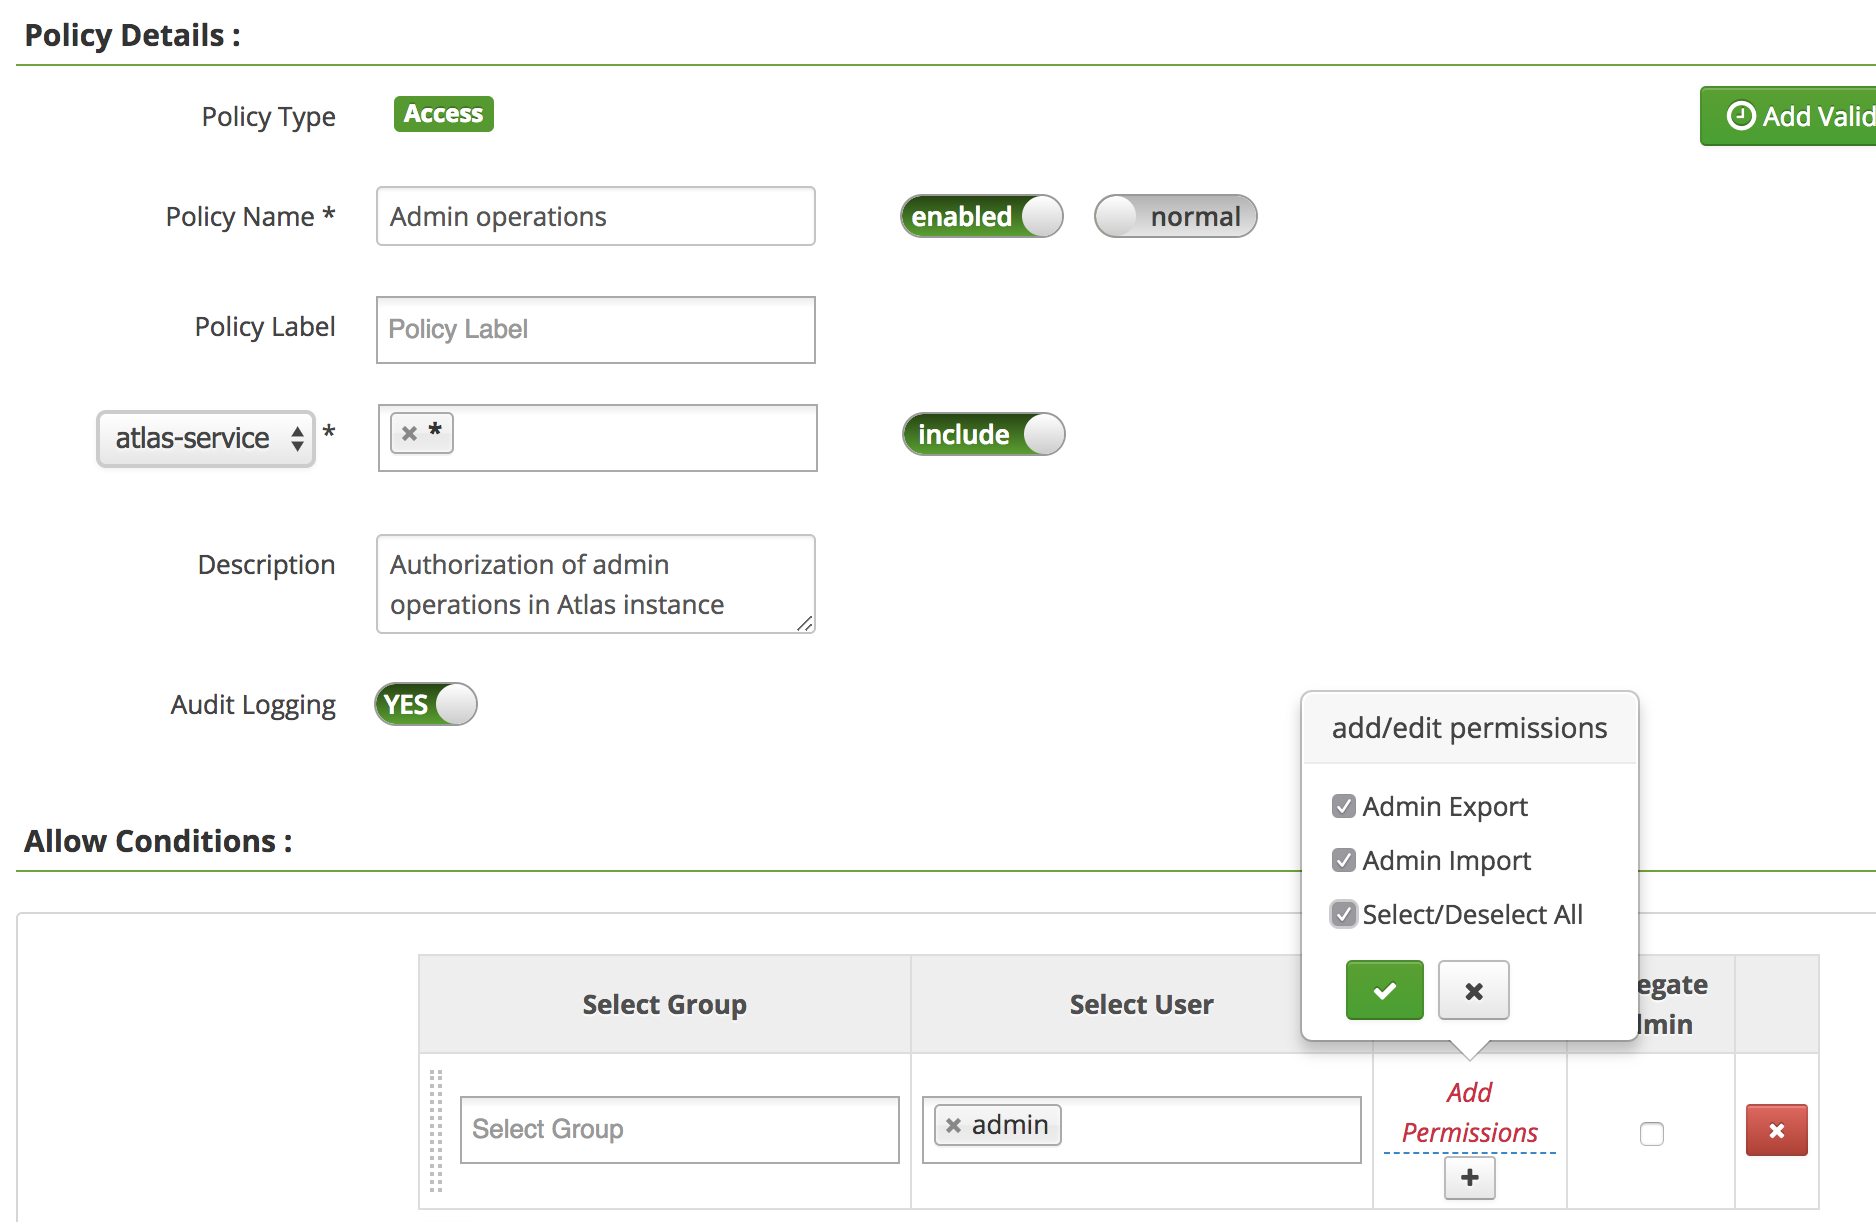 Policy Details :
Policy Type
Access
Add Valid
Policy Name *
Admin operations
enabled
normal
Policy Label
Policy Label
atlas-service
*
*
include
Description
Authorization of admin
operations in Atlas instance
Audit Logging
YES
add/edit permissions
Admin Export
Admin Import
Select/Deselect All
Allow Conditions :
Select Group
Select User
egate
min
Select Group
admin
Add
Permissions